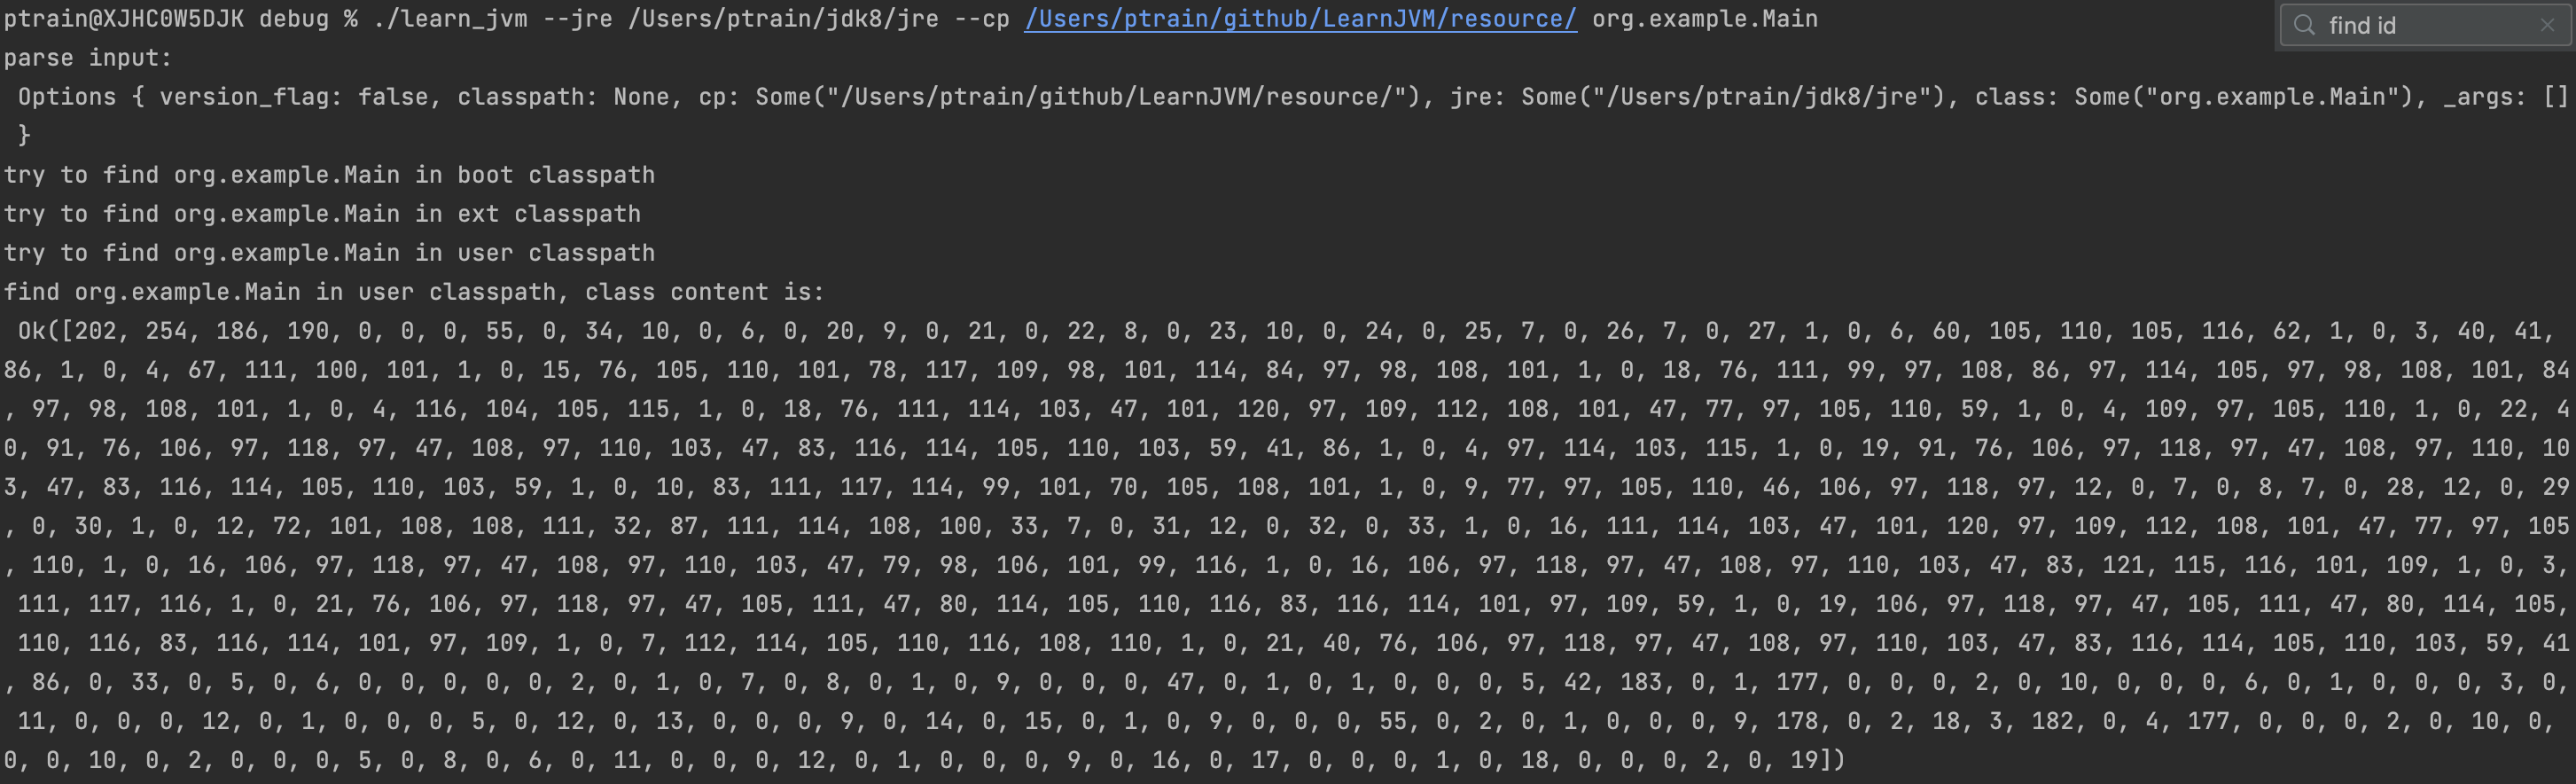 ptrain@XJHC0W5DJK debug % ./learn_jvm --jre /Users/ptrain/jdk8/jre --cp /Users/ptrain/github/LearnJVM/resource/ org.example.Main
find id
parse input:
 Options { version_flag: false, classpath: None, cp: Some("/Users/ptrain/github/LearnJVM/resource/"), jre: Some("/Users/ptrain/jdk8/jre"), class: Some("org.example.Main"), _args: []
 }
try to find org.example.Main in boot classpath
try to find org.example.Main in ext classpath
try to find org.example.Main in user classpath
find org.example.Main in user classpath, class content is:
 Ok([202, 254, 186, 190, 0, 0, 0, 55, 0, 34, 10, 0, 6, 0, 20, 9, 0, 21, 0, 22, 8, 0, 23, 10, 0, 24, 0, 25, 7, 0, 26, 7, 0, 27, 1, 0, 6, 60, 105, 110, 105, 116, 62, 1, 0, 3, 40, 41,
86, 1, 0, 4, 67, 111, 100, 101, 1, 0, 15, 76, 105, 110, 101, 78, 117, 109, 98, 101, 114, 84, 97, 98, 108, 101, 1, 0, 18, 76, 111, 99, 97, 108, 86, 97, 114, 105, 97, 98, 108, 101, 84
, 97, 98, 108, 101, 1, 0, 4, 116, 104, 105, 115, 1, 0, 18, 76, 111, 114, 103, 47, 101, 120, 97, 109, 112, 108, 101, 47, 77, 97, 105, 110, 59, 1, 0, 4, 109, 97, 105, 110, 1, 0, 22, 4
0, 91, 76, 106, 97, 118, 97, 47, 108, 97, 110, 103, 47, 83, 116, 114, 105, 110, 103, 59, 41, 86, 1, 0, 4, 97, 114, 103, 115, 1, 0, 19, 91, 76, 106, 97, 118, 97, 47, 108, 97, 110, 10
3, 47, 83, 116, 114, 105, 110, 103, 59, 1, 0, 10, 83, 111, 117, 114, 99, 101, 70, 105, 108, 101, 1, 0, 9, 77, 97, 105, 110, 46, 106, 97, 118, 97, 12, 0, 7, 0, 8, 7, 0, 28, 12, 0, 29
, 0, 30, 1, 0, 12, 72, 101, 108, 108, 111, 32, 87, 111, 114, 108, 100, 33, 7, 0, 31, 12, 0, 32, 0, 33, 1, 0, 16, 111, 114, 103, 47, 101, 120, 97, 109, 112, 108, 101, 47, 77, 97, 105
, 110, 1, 0, 16, 106, 97, 118, 97, 47, 108, 97, 110, 103, 47, 79, 98, 106, 101, 99, 116, 1, 0, 16, 106, 97, 118, 97, 47, 108, 97, 110, 103, 47, 83, 121, 115, 116, 101, 109, 1, 0, 3,
 111, 117, 116, 1, 0, 21, 76, 106, 97, 118, 97, 47, 105, 111, 47, 80, 114, 105, 110, 116, 83, 116, 114, 101, 97, 109, 59, 1, 0, 19, 106, 97, 118, 97, 47, 105, 111, 47, 80, 114, 105,
110, 116, 83, 116, 114, 101, 97, 109, 1, 0, 7, 112, 114, 105, 110, 116, 108, 110, 1, 0, 21, 40, 76, 106, 97, 118, 97, 47, 108, 97, 110, 103, 47, 83, 116, 114, 105, 110, 103, 59, 41
, 86, 0, 33, 0, 5, 0, 6, 0, 0, 0, 0, 0, 2, 0, 1, 0, 7, 0, 8, 0, 1, 0, 9, 0, 0, 0, 47, 0, 1, 0, 1, 0, 0, 0, 5, 42, 183, 0, 1, 177, 0, 0, 0, 2, 0, 10, 0, 0, 0, 6, 0, 1, 0, 0, 0, 3, 0,
 11, 0, 0, 0, 12, 0, 1, 0, 0, 0, 5, 0, 12, 0, 13, 0, 0, 0, 9, 0, 14, 0, 15, 0, 1, 0, 9, 0, 0, 0, 55, 0, 2, 0, 1, 0, 0, 0, 9, 178, 0, 2, 18, 3, 182, 0, 4, 177, 0, 0, 0, 2, 0, 10, 0,
0, 0, 10, 0, 2, 0, 0, 0, 5, 0, 8, 0, 6, 0, 11, 0, 0, 0, 12, 0, 1, 0, 0, 0, 9, 0, 16, 0, 17, 0, 0, 0, 1, 0, 18, 0, 0, 0, 2, 0, 19])